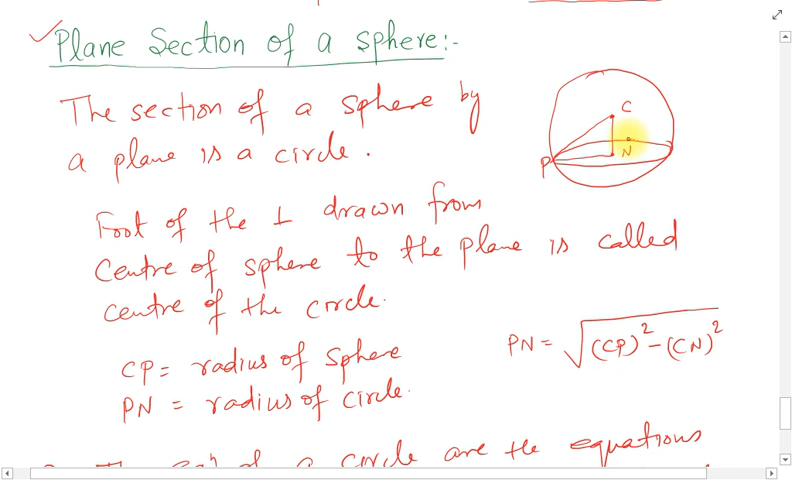 Plane Section of a sphere:-
The section of a sphere by
a plane is a circle.
C
P
N
Foot of the ⊥ drawn from
Centre of sphere to the plane is called
centre of the circle.
CP = radius of sphere
PN = radius of circle.
PN = √(CP)² - (CN)²
of a circle are the equations